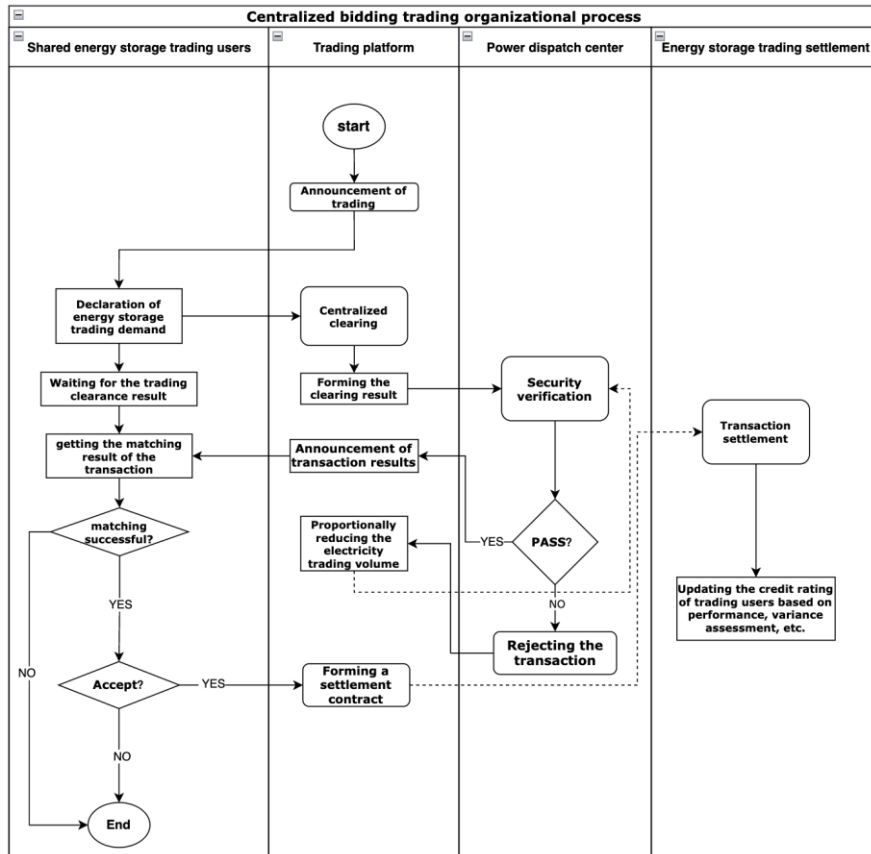 Centralized bidding trading organizational process
Shared energy storage trading users
Trading platform
Power dispatch center
Energy storage trading settlement
start
Announcement of
trading
Declaration of
energy storage
trading demand
Centralized
clearing
Waiting for the trading
clearance result
Forming the
clearing result
Security
verification
getting the matching
result of the
transaction
Announcement of
transaction results
Transaction
settlement
matching
successful?
Proportionally
reducing the
electricity
trading volume
YES
PASS?
NO
YES
Updating the credit rating
of trading users based on
performance, variance
assessment, etc.
Rejecting the
transaction
NO
Accept?
YES
Forming a
settlement
contract
NO
End